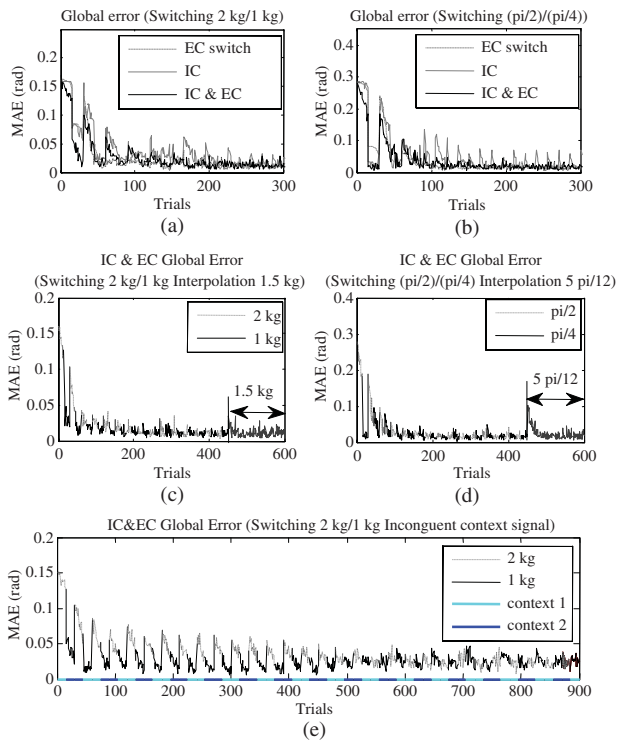 Global error (Switching 2 kg/1 kg)
MAE (rad)
0.2
0.15
0.1
0.05
0
0 100 200 300
EC switch
IC
IC & EC
Trials
(a)
Global error (Switching (pi/2)/(pi/4))
MAE (rad)
0.4
0.3
0.2
0.1
0
0 100 200 300
EC switch
IC
IC & EC
Trials
(b)
IC & EC Global Error
(Switching 2 kg/1 kg Interpolation 1.5 kg)
MAE (rad)
0.2
0.15
0.1
0.05
0
0 200 400 600
2 kg
1 kg
1.5 kg
Trials
(c)
IC & EC Global Error
(Switching (pi/2)/(pi/4) Interpolation 5 pi/12)
MAE (rad)
0.4
0.3
0.2
0.1
0
0 200 400 600
pi/2
pi/4
5 pi/12
Trials
(d)
IC&EC Global Error (Switching 2 kg/1 kg Inconguent context signal)
MAE (rad)
0.2
0.15
0.1
0.05
0
0 100 200 300 400 500 600 700 800 900
2 kg
1 kg
context 1
context 2
Trials
(e)